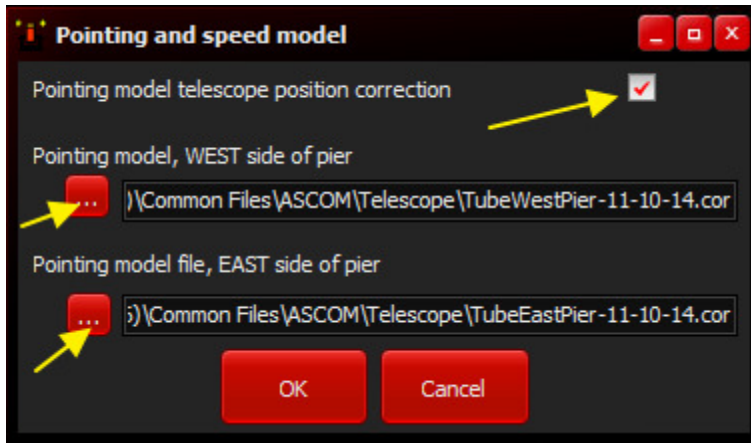 Pointing and speed model
Pointing model telescope position correction
Pointing model, WEST side of pier
... )\Common Files\ASCOM\Telescope\TubeWestPier-11-10-14.cor
Pointing model file, EAST side of pier
... ;)\Common Files\ASCOM\Telescope\TubeEastPier-11-10-14.cor
OK Cancel